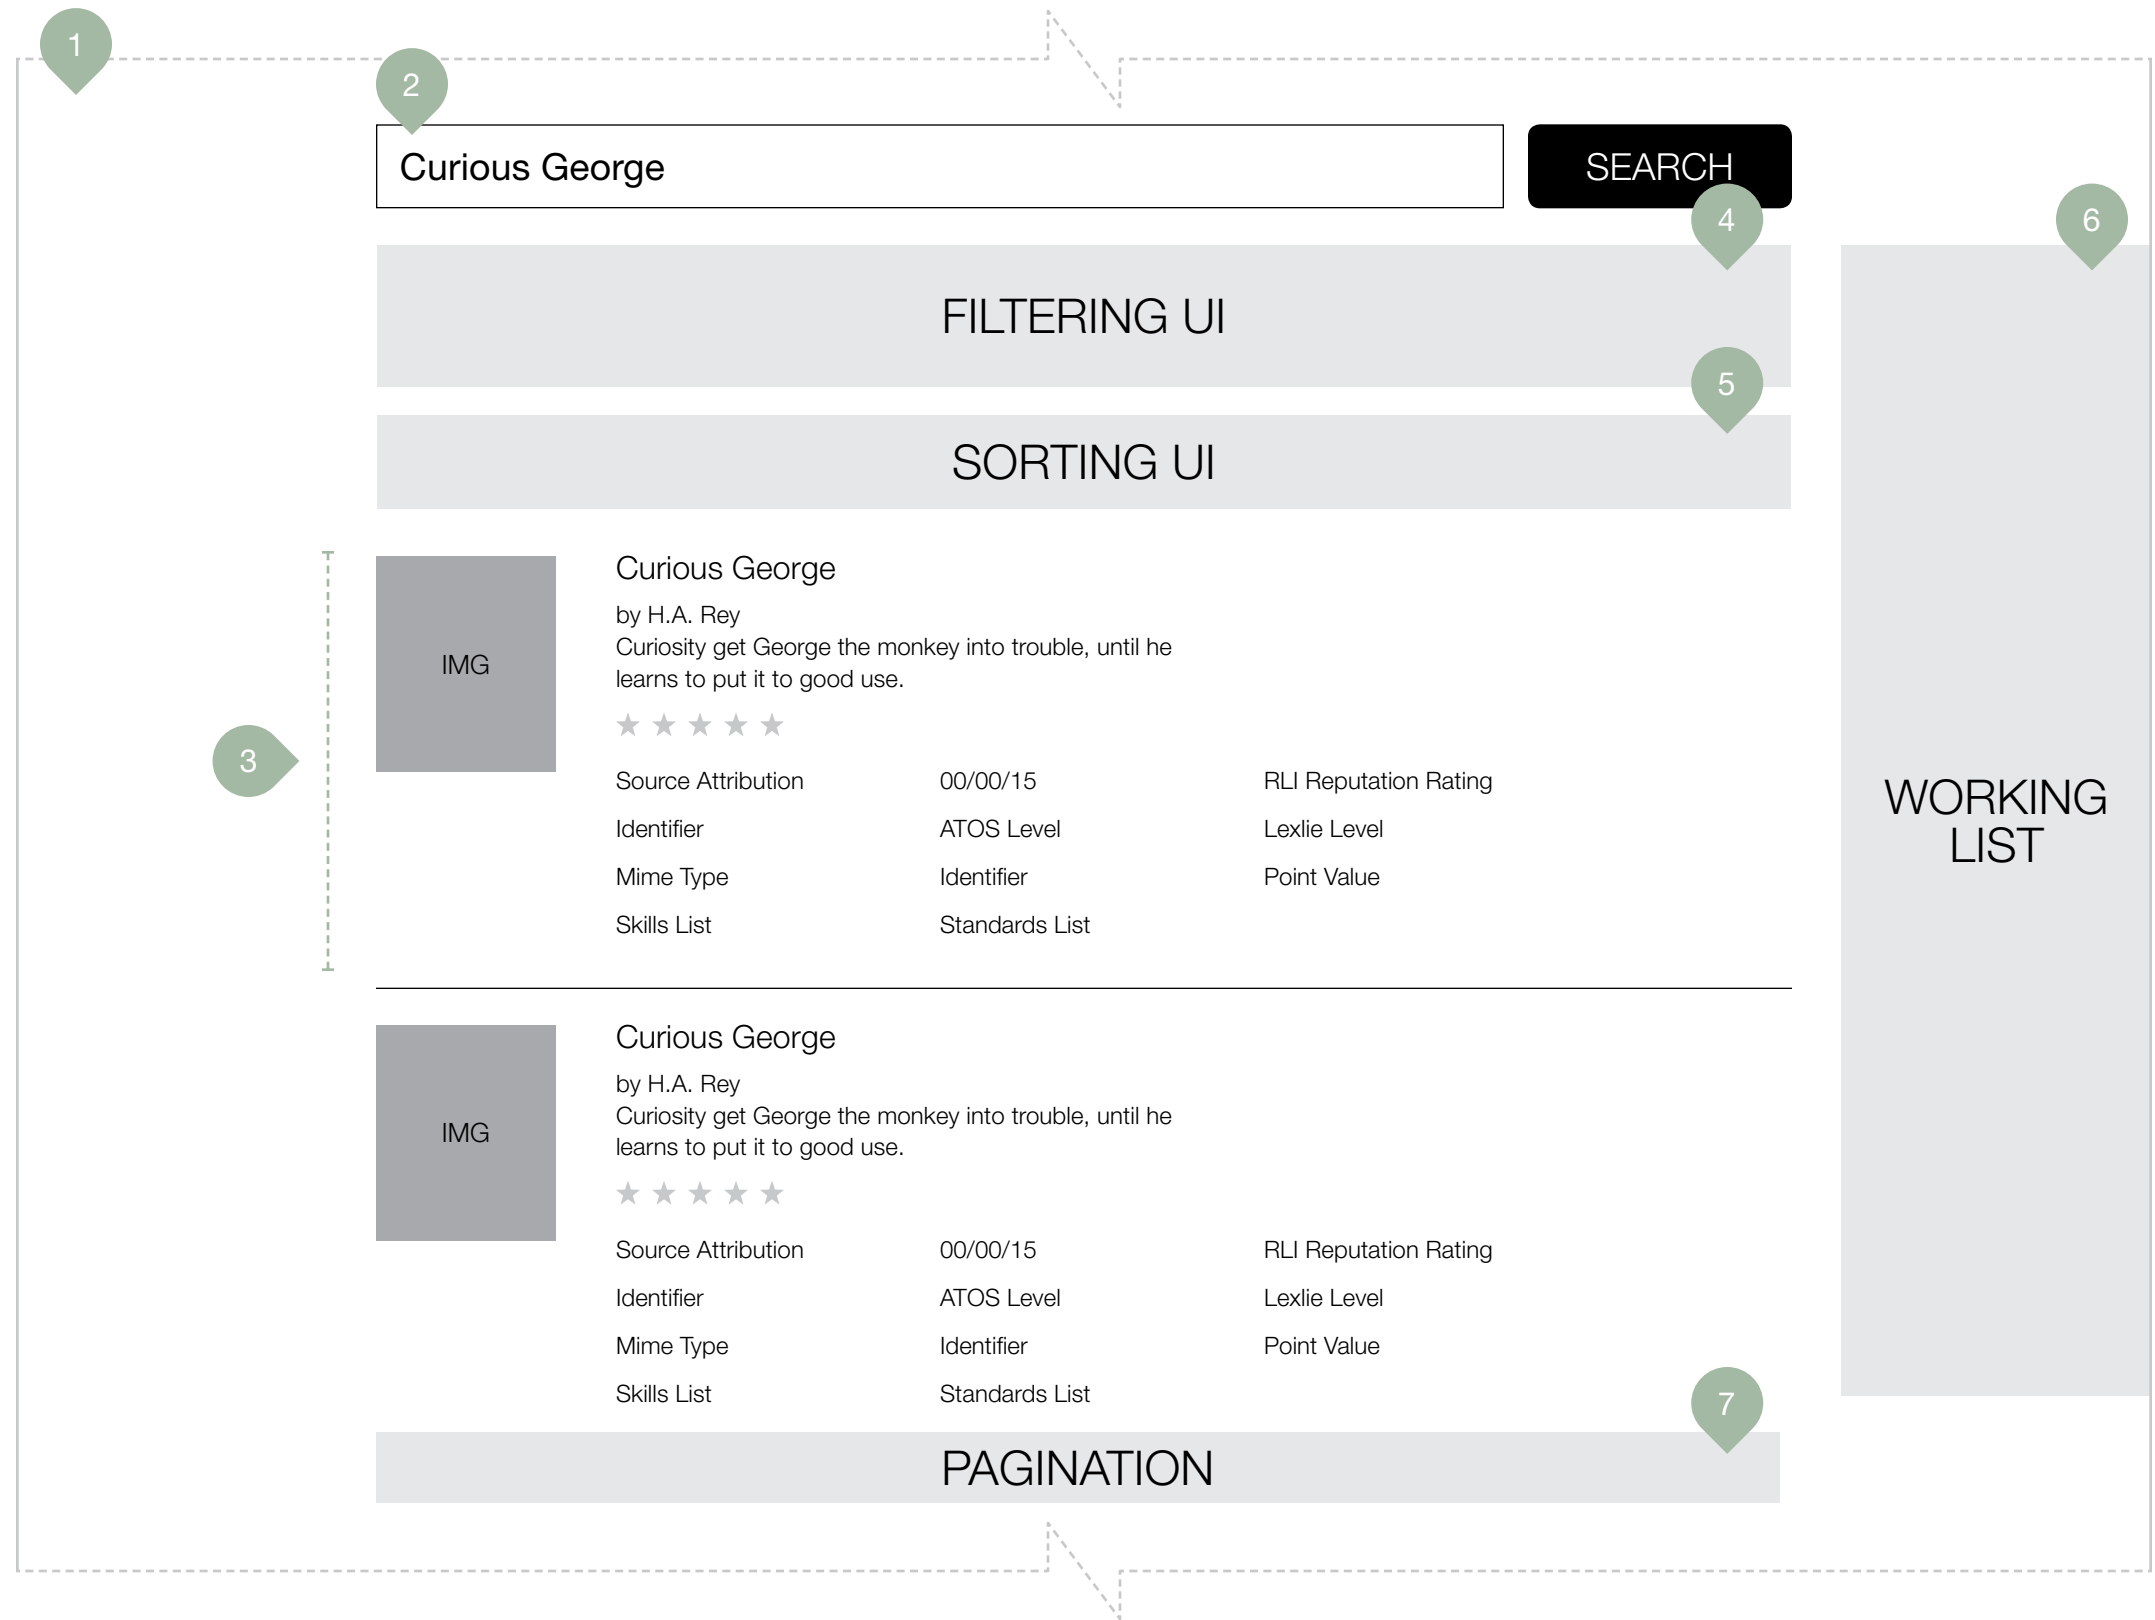 1
2
Curious George
SEARCH
4
6
FILTERING UI
5
SORTING UI
3
IMG
Curious George
by H.A. Rey
Curiosity get George the monkey into trouble, until he
learns to put it to good use.
Source Attribution 00/00/15 RLI Reputation Rating
Identifier ATOS Level Lexlie Level
Mime Type Identifier Point Value
Skills List Standards List
WORKING
LIST
IMG
Curious George
by H.A. Rey
Curiosity get George the monkey into trouble, until he
learns to put it to good use.
Source Attribution 00/00/15 RLI Reputation Rating
Identifier ATOS Level Lexlie Level
Mime Type Identifier Point Value
Skills List Standards List
7
PAGINATION